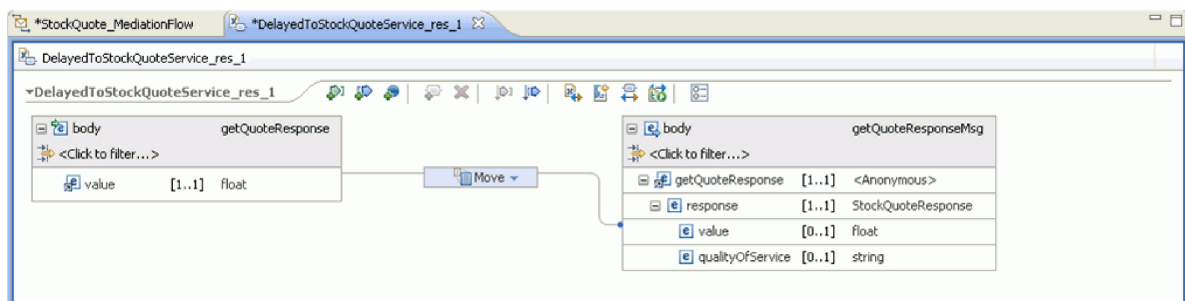 *StockQuote_MediationFlow *DelayedToStockQuoteService_res_1
DelayedToStockQuoteService_res_1
DelayedToStockQuoteService_res_1
body getQuoteResponse
<Click to filter...>
value [1..1] float
Move
body getQuoteResponseMsg
<Click to filter...>
getQuoteResponse [1..1] <Anonymous>
response [1..1] StockQuoteResponse
value [0..1] float
qualityOfService [0..1] string